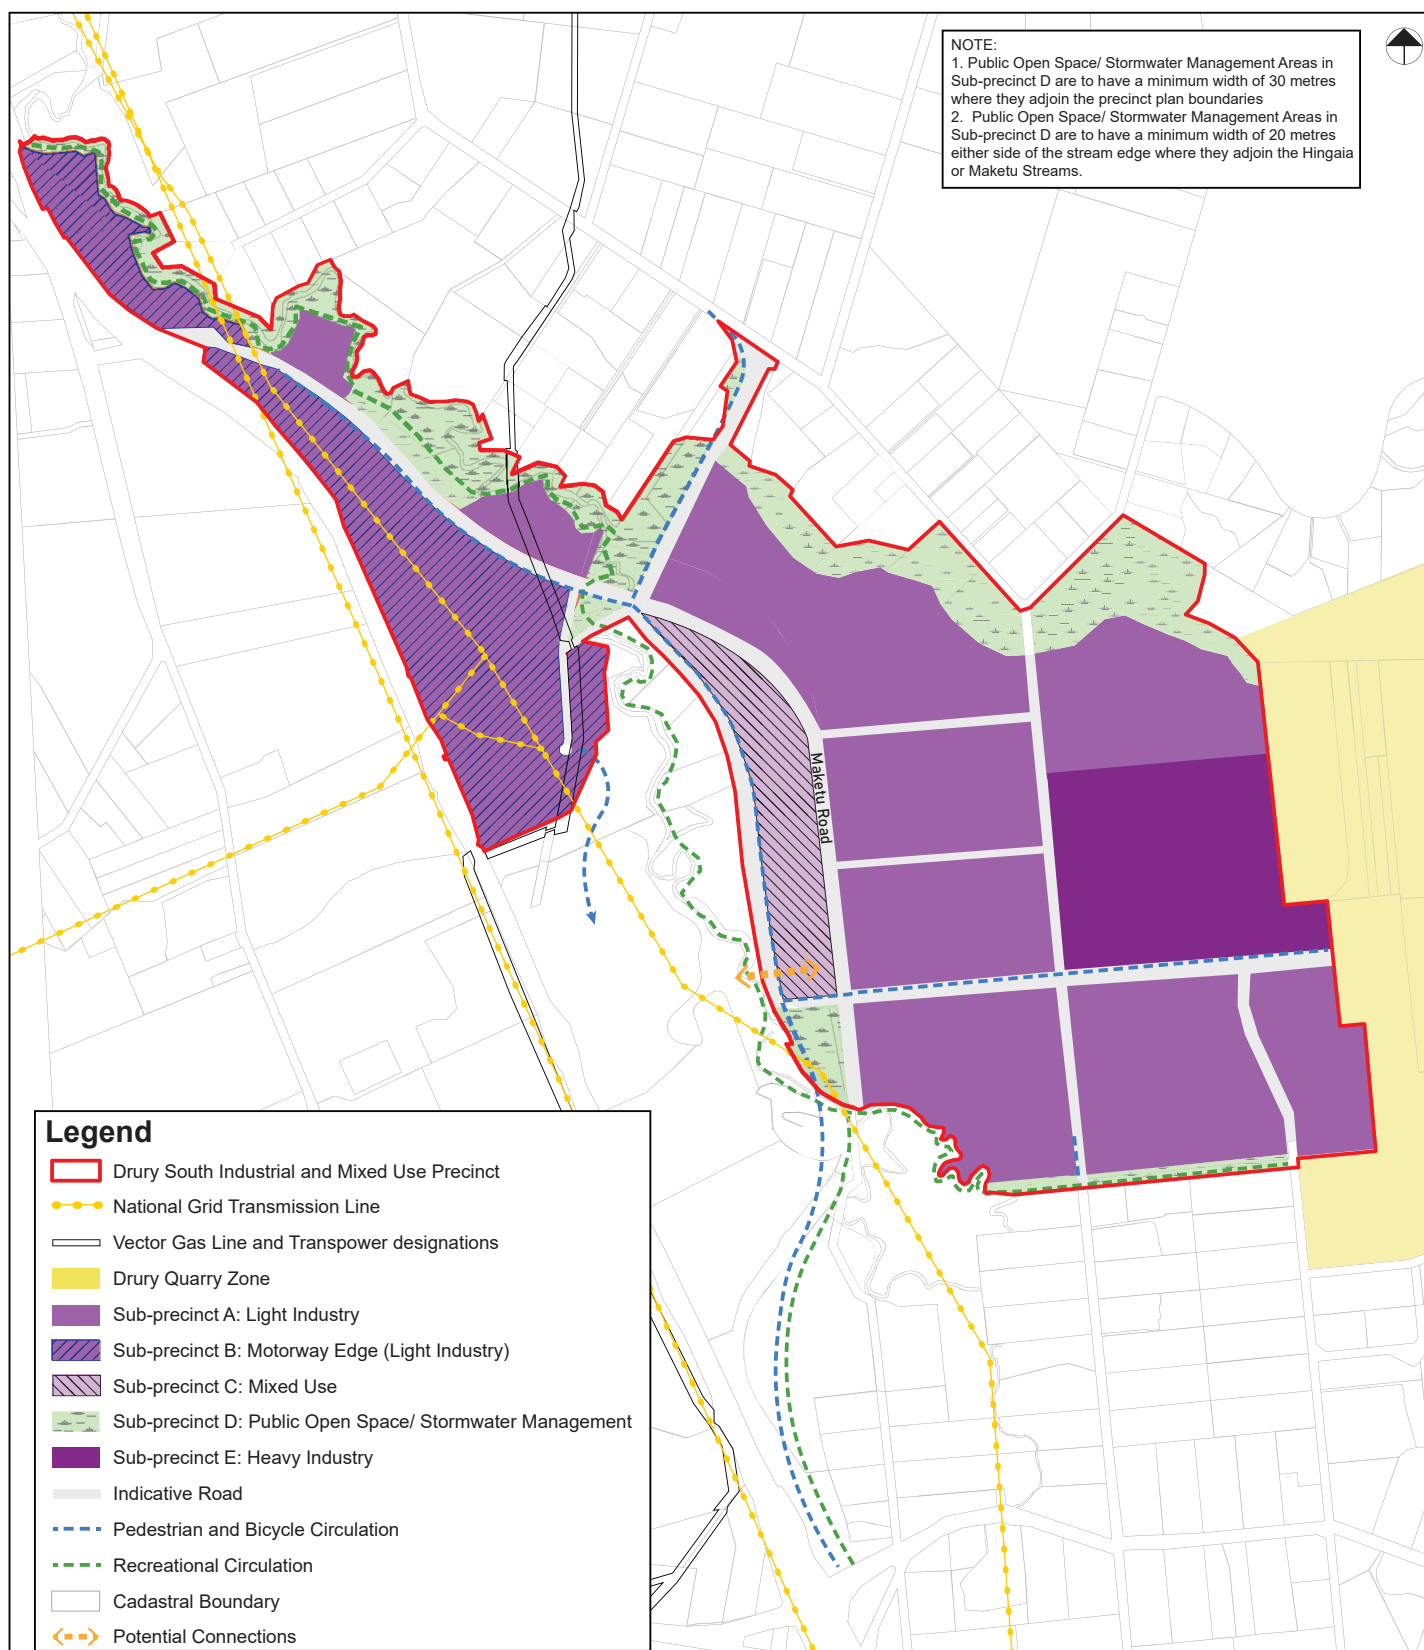 NOTE:
1. Public Open Space/ Stormwater Management Areas in
Sub-precinct D are to have a minimum width of 30 metres
where they adjoin the precinct plan boundaries
2. Public Open Space/ Stormwater Management Areas in
Sub-precinct D are to have a minimum width of 20 metres
either side of the stream edge where they adjoin the Hingaia
or Maketu Streams.
Maketu Road
Legend
Drury South Industrial and Mixed Use Precinct
National Grid Transmission Line
Vector Gas Line and Transpower designations
Drury Quarry Zone
Sub-precinct A: Light Industry
Sub-precinct B: Motorway Edge (Light Industry)
Sub-precinct C: Mixed Use
Sub-precinct D: Public Open Space/ Stormwater Management
Sub-precinct E: Heavy Industry
Indicative Road
Pedestrian and Bicycle Circulation
Recreational Circulation
Cadastral Boundary
Potential Connections